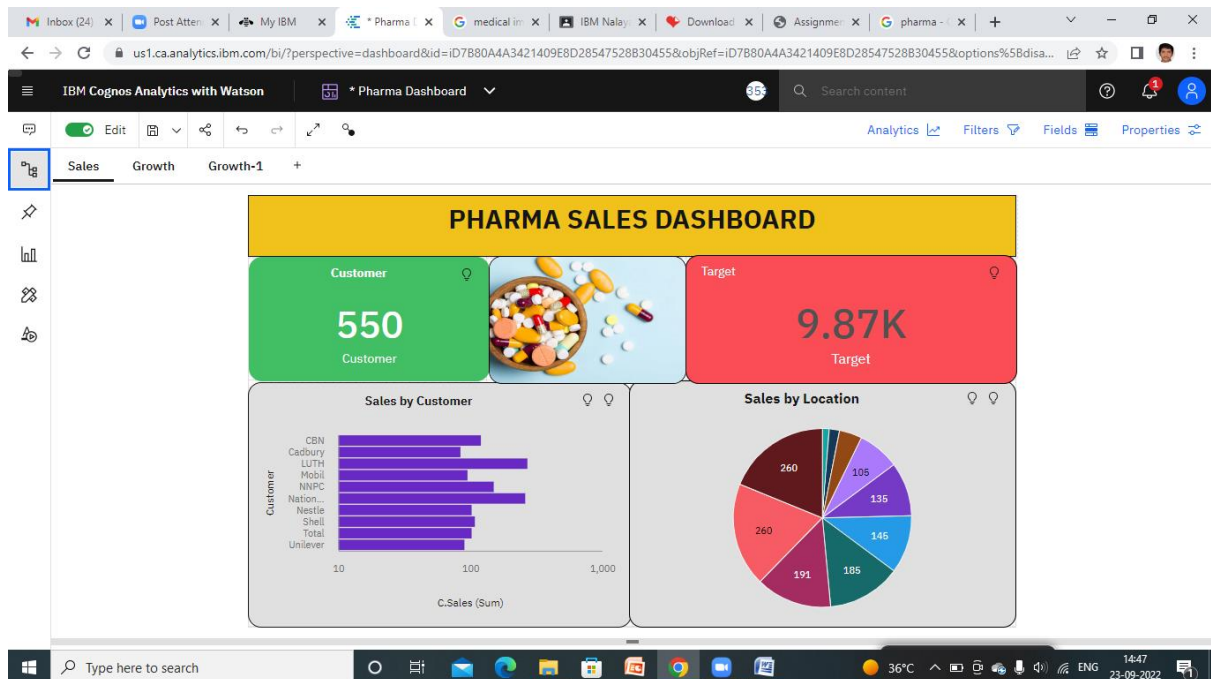 Inbox (24)
Post Atten
My IBM
* Pharma D
medical im
IBM Nalay
Download
Assignmen
pharma - G
us1.ca.analytics.ibm.com/bi/?perspective=dashboard&id=iD7B80A4A3421409E8D28547528B30455&objRef=iD7B80A4A3421409E8D28547528B30455&options%5Bdisa...
IBM Cognos Analytics with Watson
* Pharma Dashboard
353
Search content
1
Edit
Analytics
Filters
Fields
Properties
Sales
Growth
Growth-1
+
PHARMA SALES DASHBOARD
Customer
550
Customer
Target
9.87K
Target
Sales by Customer
Customer
CBN
Cadbury
LUTH
Mobil
NNPC
Nation...
Nestle
Shell
Total
Unilever
10
100
1,000
C.Sales (Sum)
Sales by Location
260
105
135
260
145
191
185
Type here to search
36°C
ENG
14:47
23-09-2022
1